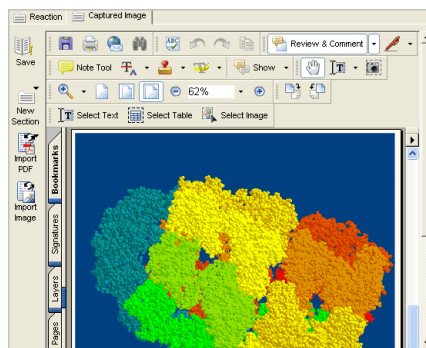 Reaction Captured Image
Save
ABC Review & Comment
Note Tool T Show T
New Section
62%
Select Text Select Table Select Image
Import PDF
Import Image
Bookmarks
Signatures
Layers
Pages